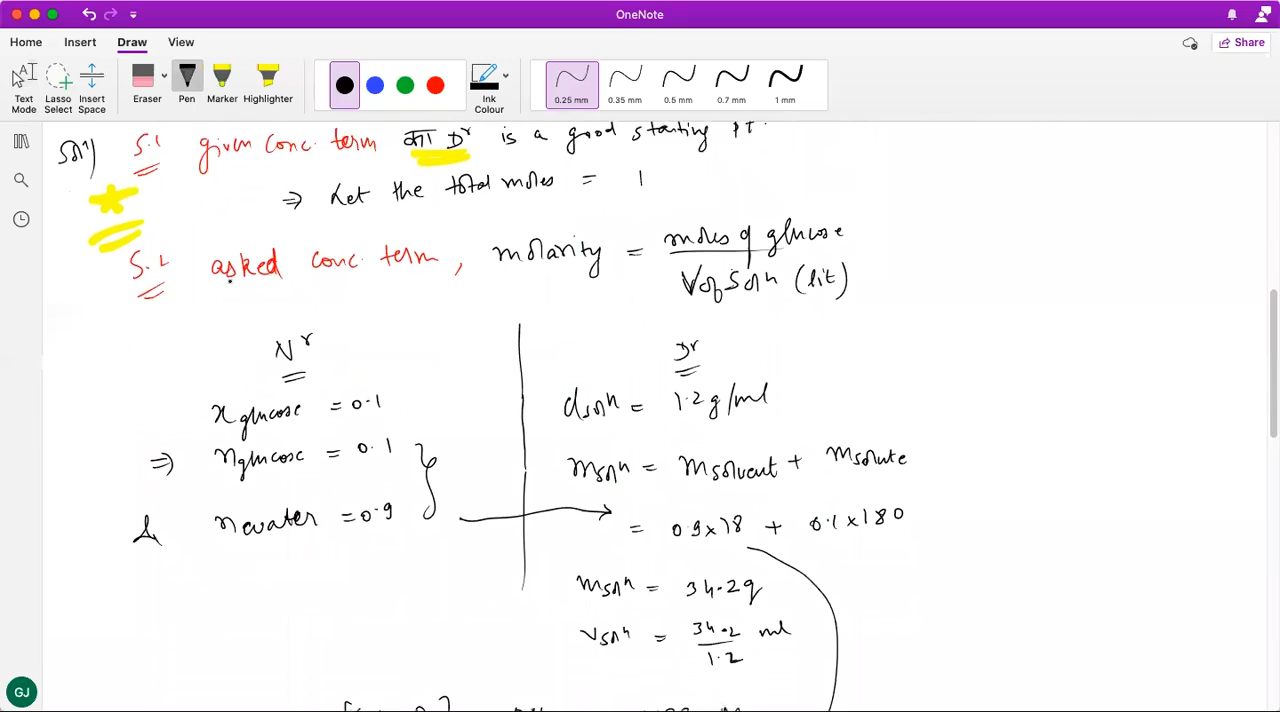 OneNote
Home Insert Draw View
Share
Text Mode
Lasso Select
Insert Space
Eraser
Pen
Marker
Highlighter
Ink Colour
0.25 mm
0.35 mm
0.5 mm
0.7 mm
1 mm
Soln) S.1 given conc. term का Dr is a good starting pt.
⇒ Let the total moles = 1
S.2 asked conc. term, molarity = moles of glucose / V of soln (lit)
Nr
Dr
x glucose = 0.1
d soln = 1.2 g/ml
⇒ n glucose = 0.1
m soln = m solvent + m solute
& n water = 0.9
= 0.9×18 + 0.1×180
m soln = 34.2g
V soln = 34.2 / 1.2 ml
GJ